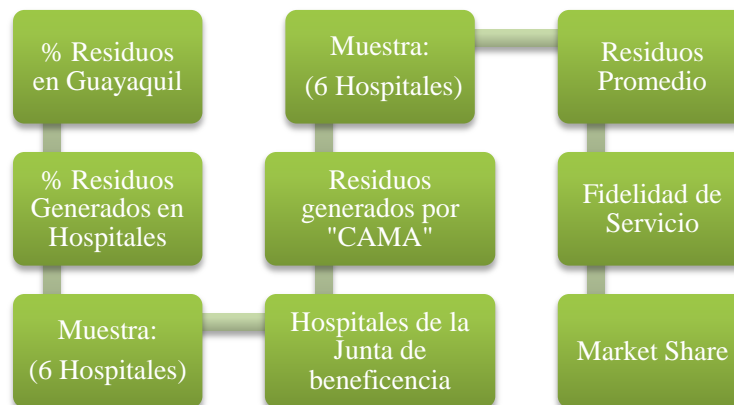 % Residuos
en Guayaquil
% Residuos
Generados en
Hospitales
Muestra:
(6 Hospitales)
Hospitales de la
Junta de
beneficencia
Residuos
generados por
"CAMA"
Muestra:
(6 Hospitales)
Residuos
Promedio
Fidelidad de
Servicio
Market Share